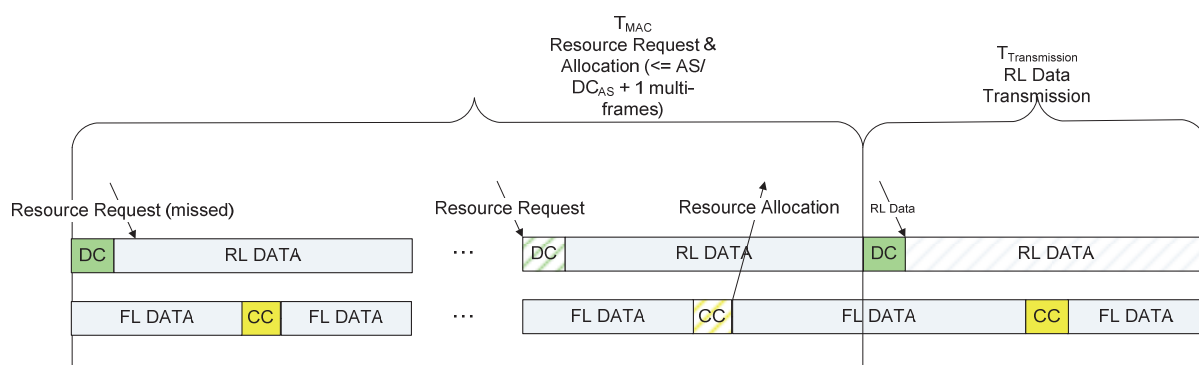 T_MAC
Resource Request &
Allocation (<= AS/
DC_AS + 1 multi-
frames)
T_Transmission
RL Data
Transmission
Resource Request (missed)
Resource Request
Resource Allocation
RL Data
DC
RL DATA
...
DC
RL DATA
DC
RL DATA
FL DATA
CC
FL DATA
...
FL DATA
CC
FL DATA
CC
FL DATA